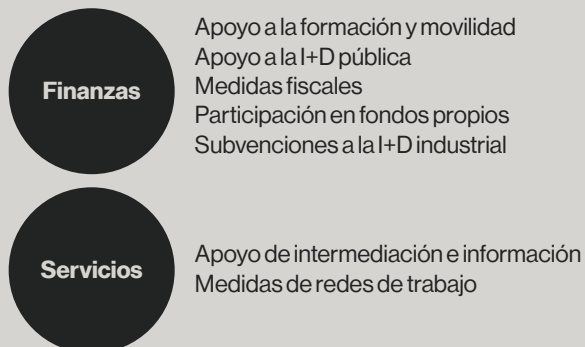 Finanzas
Apoyo a la formación y movilidad
Apoyo a la I+D pública
Medidas fiscales
Participación en fondos propios
Subvenciones a la I+D industrial
Servicios
Apoyo de intermediación e información
Medidas de redes de trabajo